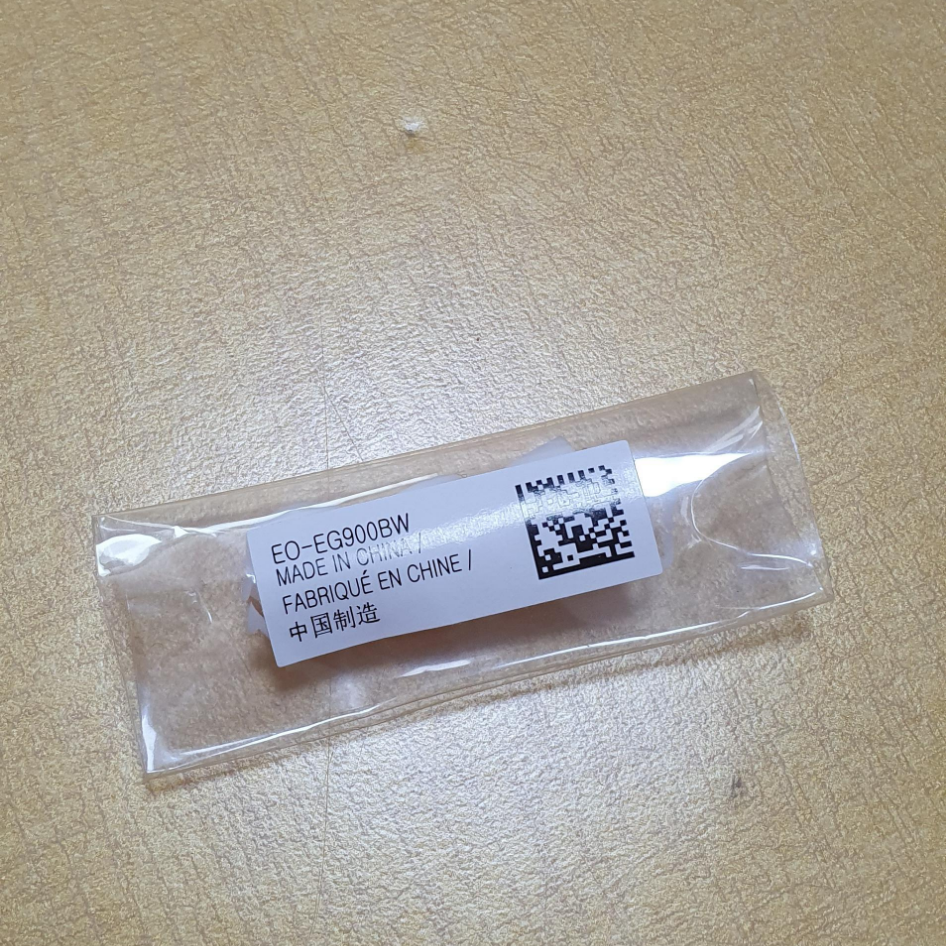 EO-EG900BW
MADE IN CHINA /
FABRIQUÉ EN CHINE /
中国制造